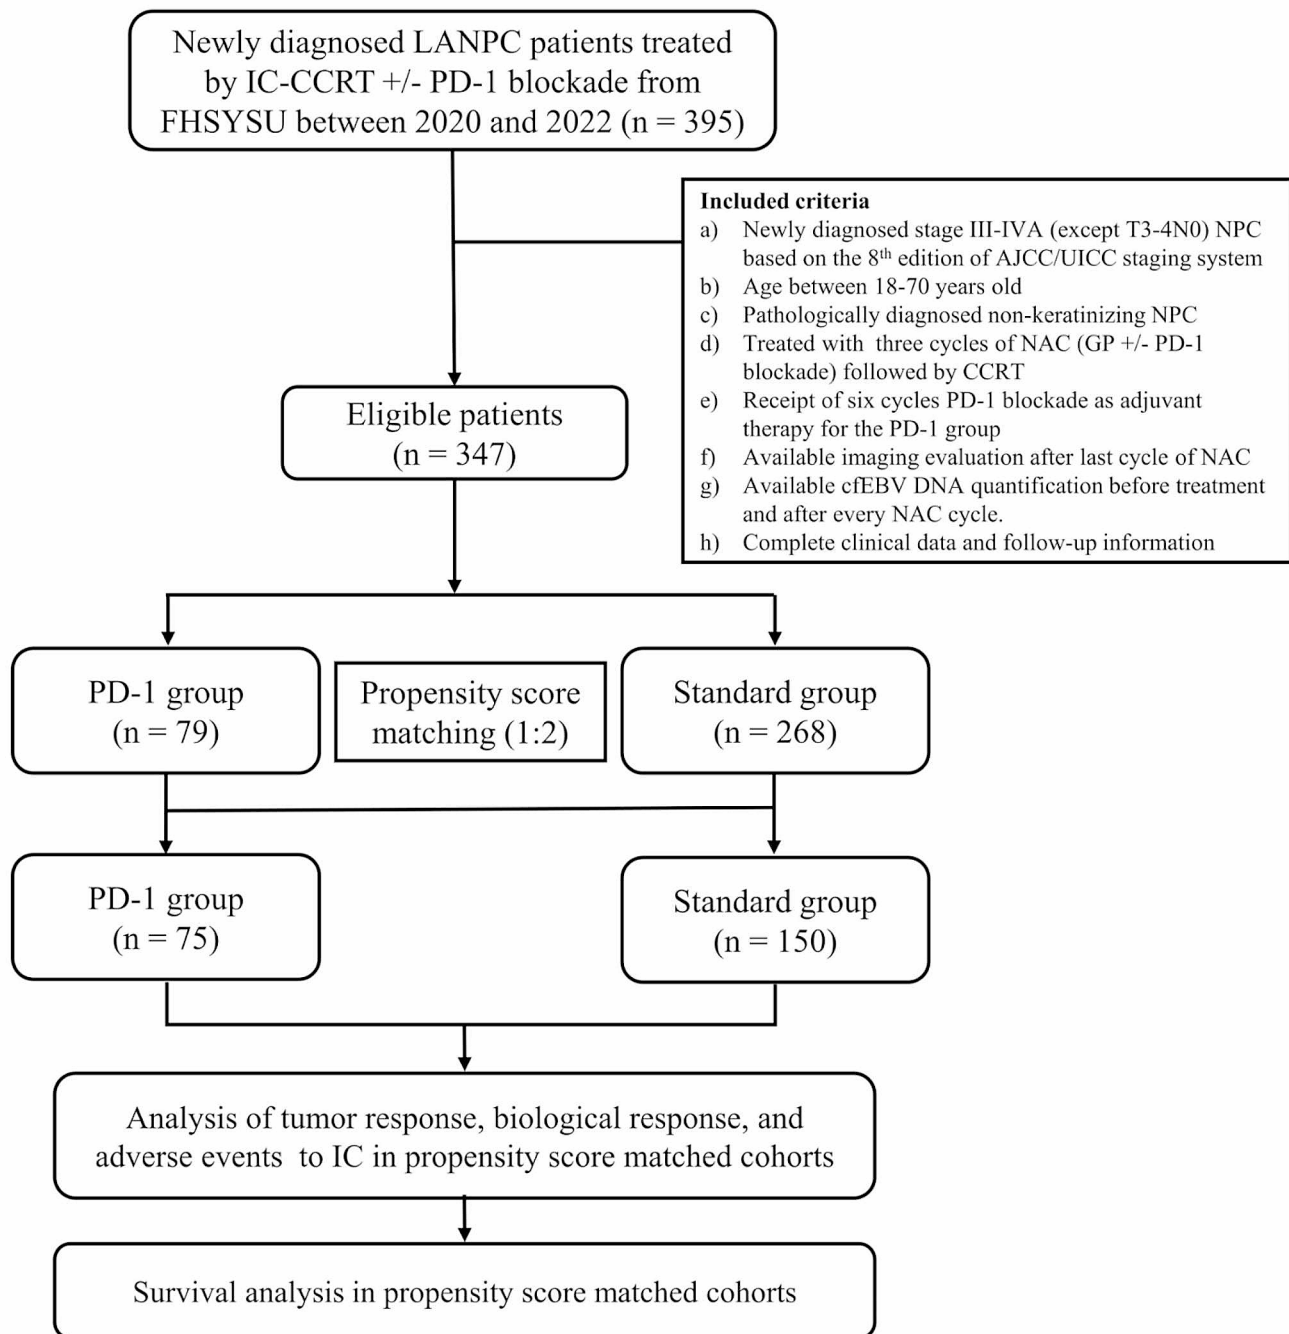 Newly diagnosed LANPC patients treated
by IC-CCRT +/- PD-1 blockade from
FHSYSU between 2020 and 2022 (n = 395)
Included criteria
a) Newly diagnosed stage III-IVA (except T3-4N0) NPC
based on the 8th edition of AJCC/UICC staging system
b) Age between 18-70 years old
c) Pathologically diagnosed non-keratinizing NPC
d) Treated with three cycles of NAC (GP +/- PD-1
blockade) followed by CCRT
e) Receipt of six cycles PD-1 blockade as adjuvant
therapy for the PD-1 group
f) Available imaging evaluation after last cycle of NAC
g) Available cfEBV DNA quantification before treatment
and after every NAC cycle.
h) Complete clinical data and follow-up information
Eligible patients
(n = 347)
PD-1 group
(n = 79)
Propensity score
matching (1:2)
Standard group
(n = 268)
PD-1 group
(n = 75)
Standard group
(n = 150)
Analysis of tumor response, biological response, and
adverse events to IC in propensity score matched cohorts
Survival analysis in propensity score matched cohorts